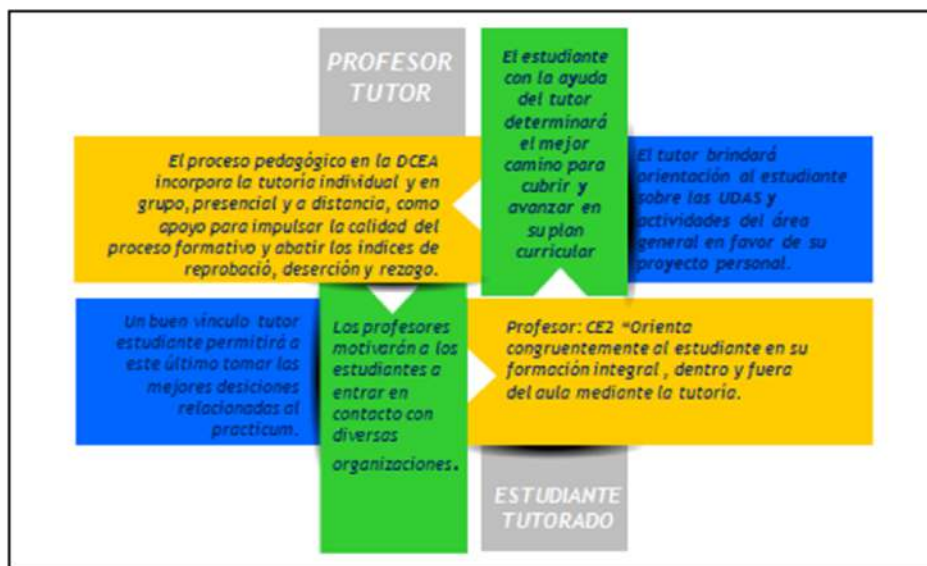 PROFESOR
TUTOR
El estudiante
con la ayuda
del tutor
determinará
el mejor
camino para
cubrir y
avanzar en
su plan
curricular
El proceso pedagógico en la DCEA
incorpora la tutoría individual y en
grupo, presencial y a distancia, como
apoyo para impulsar la calidad del
proceso formativo y abatir los índices de
reprobació, deserción y rezago.
El tutor brindará
orientación al estudiante
sobre las UDAS y
actividades del área
general en favor de su
proyecto personal.
Un buen vínculo tutor
estudiante permitirá a
este último tomar las
mejores desiciones
relacionadas al
practicum.
Los profesores
motivarán a los
estudiantes a
entrar en
contacto con
diversas
organizaciones.
Profesor: CE2 “Orienta
congruentemente al estudiante en su
formación integral , dentro y fuera
del aula mediante la tutoría.
ESTUDIANTE
TUTORADO